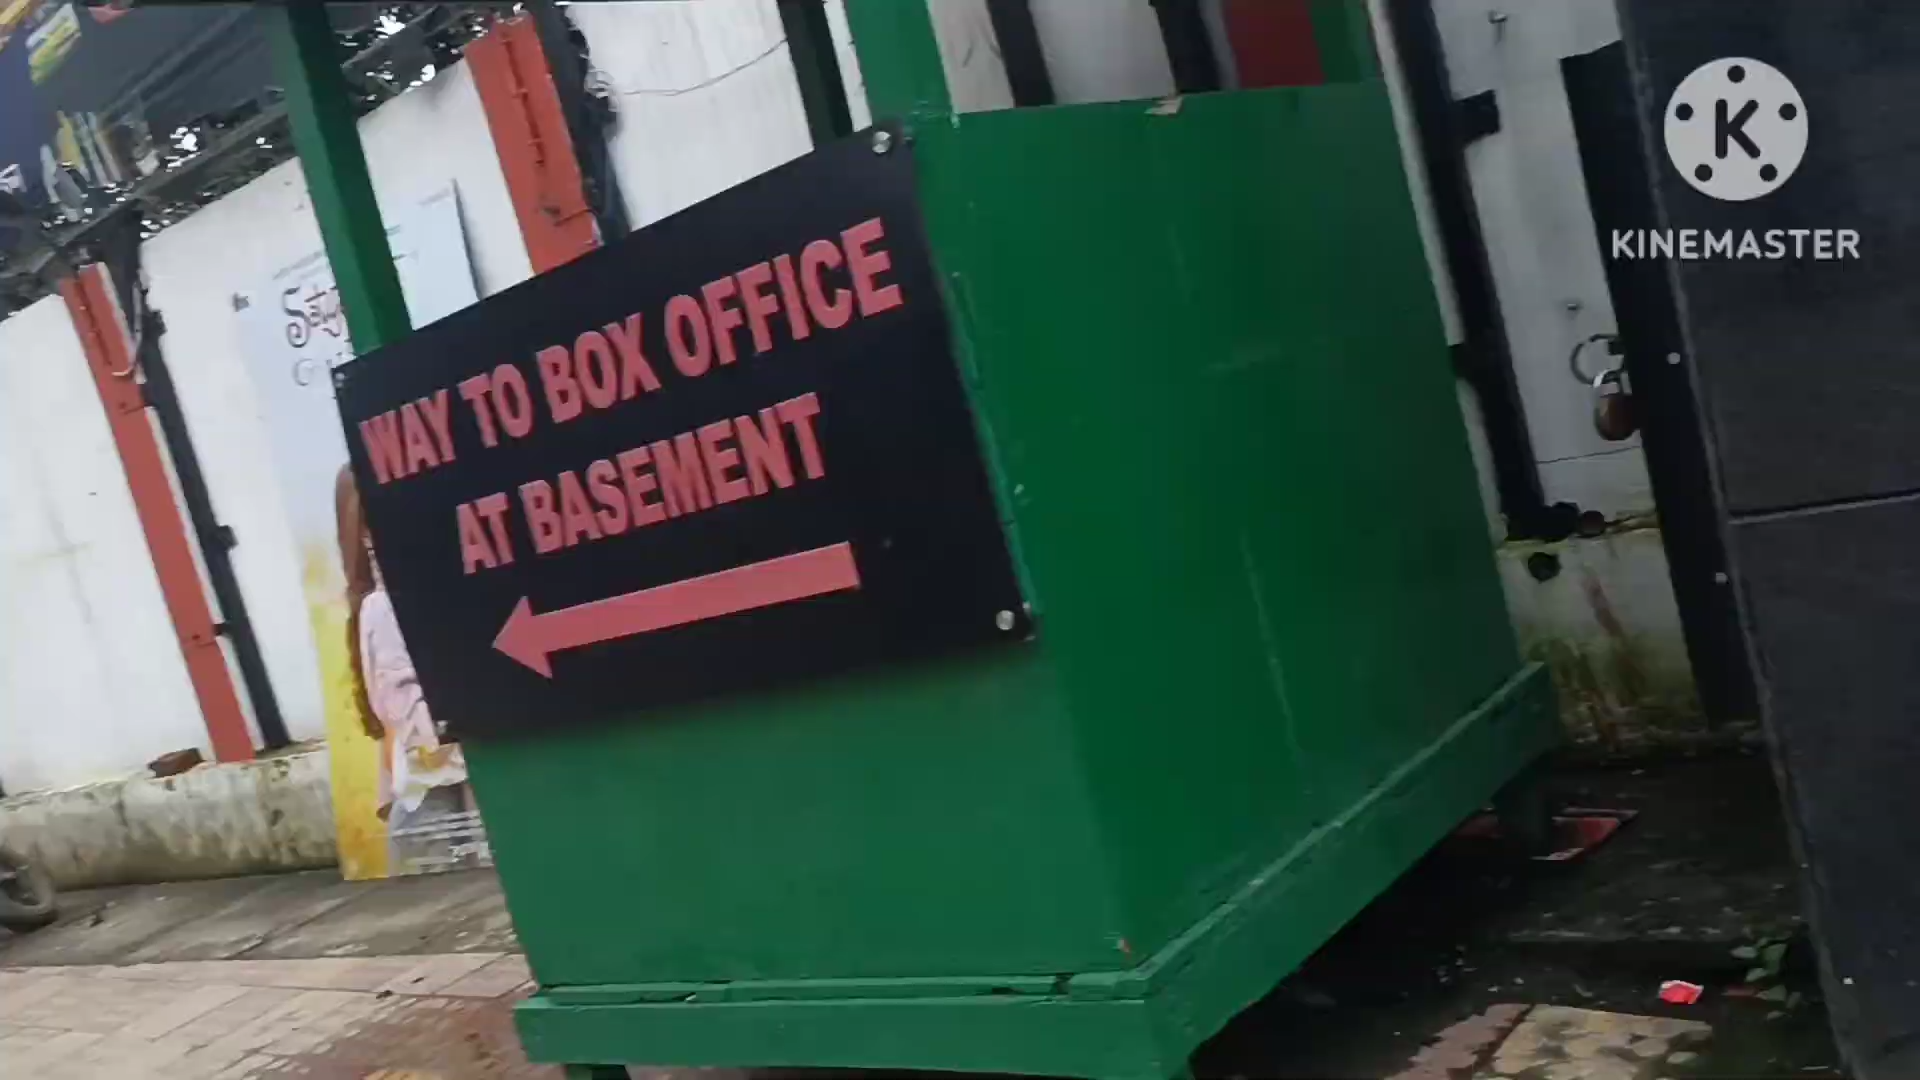 WAY TO BOX OFFICE
AT BASEMENT
K
KINEMASTER